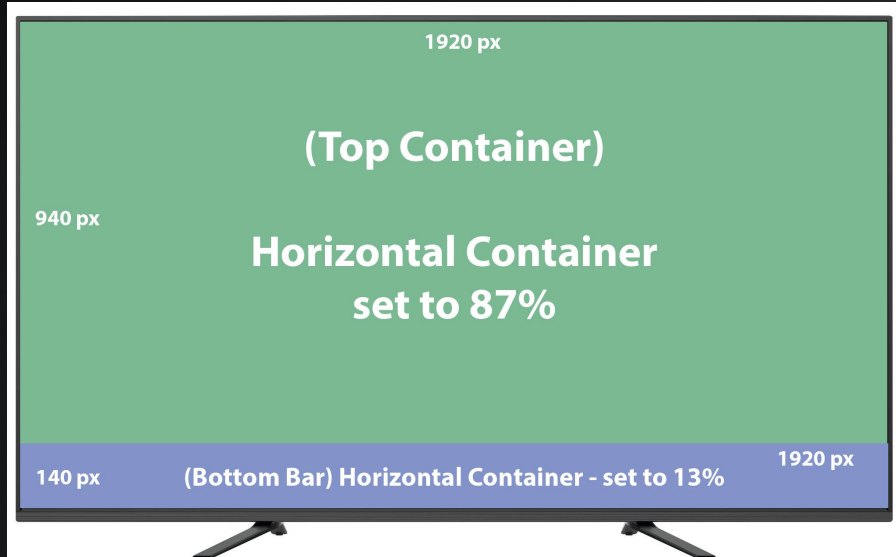 1920 px
(Top Container)
940 px
Horizontal Container
set to 87%
1920 px
140 px
(Bottom Bar) Horizontal Container - set to 13%